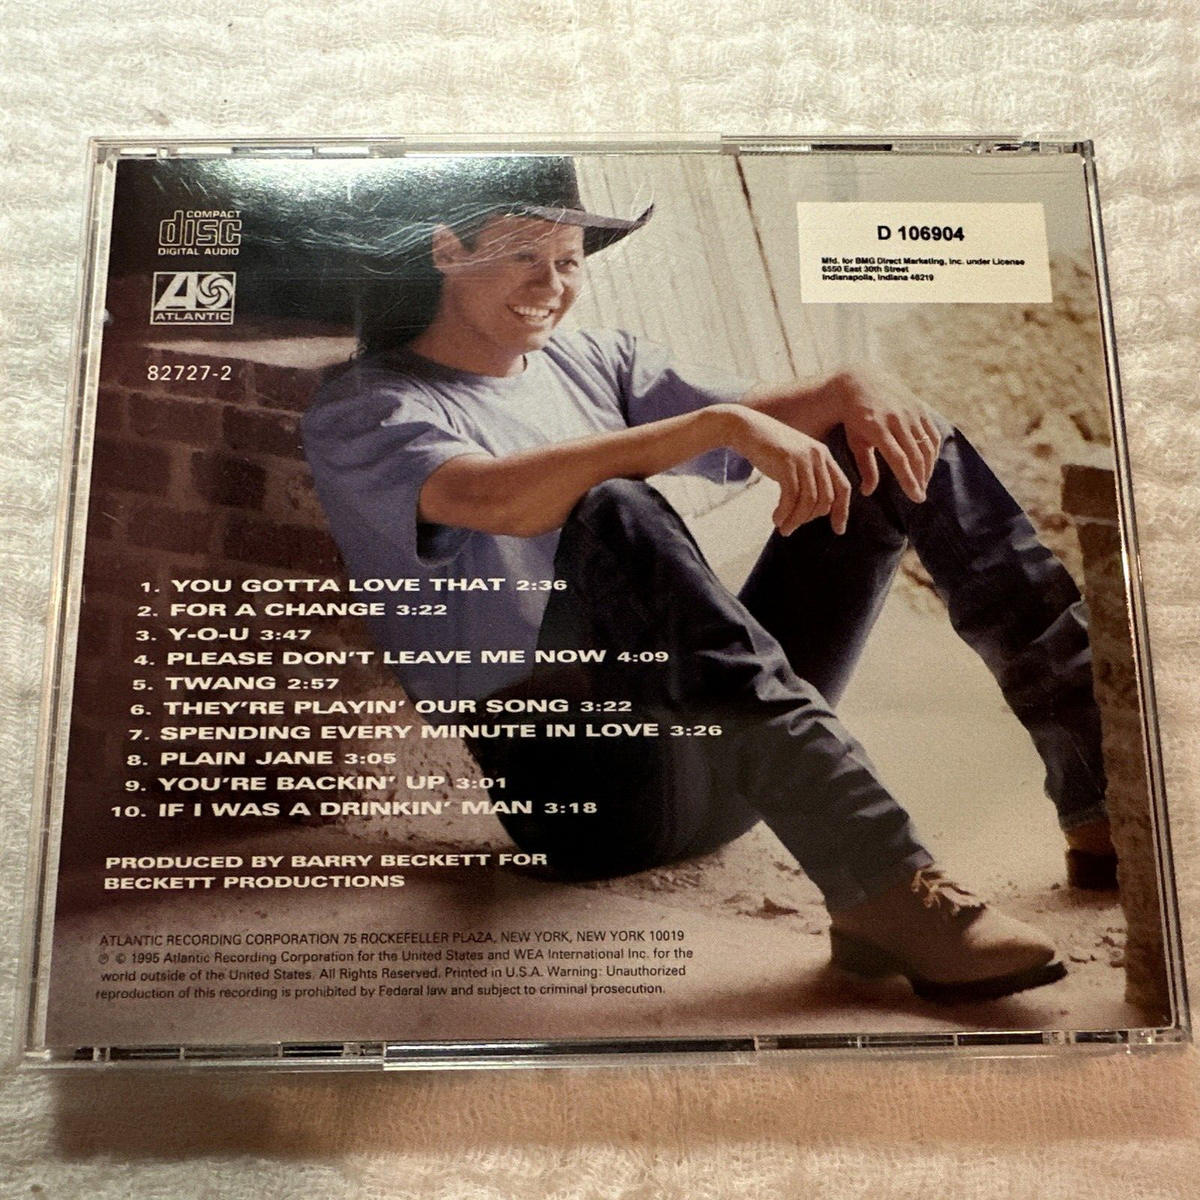 COMPACT
disc
DIGITAL AUDIO
ATLANTIC
82727-2
D 106904
Mfd. for BMG Direct Marketing, Inc. under License
6550 East 30th Street
Indianapolis, Indiana 46219
1. YOU GOTTA LOVE THAT 2:36
2. FOR A CHANGE 3:22
3. Y-O-U 3:47
4. PLEASE DON'T LEAVE ME NOW 4:09
5. TWANG 2:57
6. THEY'RE PLAYIN' OUR SONG 3:22
7. SPENDING EVERY MINUTE IN LOVE 3:26
8. PLAIN JANE 3:05
9. YOU'RE BACKIN' UP 3:01
10. IF I WAS A DRINKIN' MAN 3:18
PRODUCED BY BARRY BECKETT FOR
BECKETT PRODUCTIONS
ATLANTIC RECORDING CORPORATION 75 ROCKEFELLER PLAZA, NEW YORK, NEW YORK 10019
℗ © 1995 Atlantic Recording Corporation for the United States and WEA International Inc. for the
world outside of the United States. All Rights Reserved. Printed in U.S.A. Warning: Unauthorized
reproduction of this recording is prohibited by Federal law and subject to criminal prosecution.